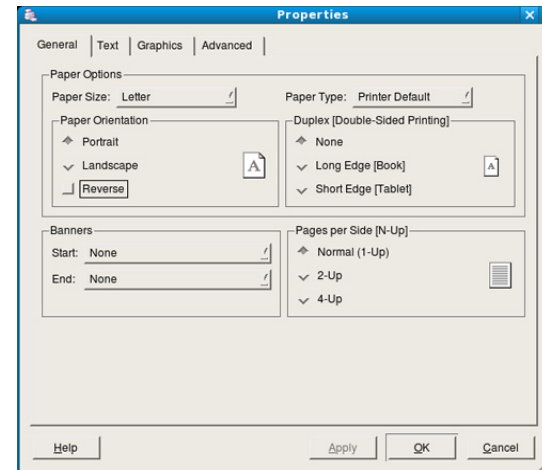 Properties
General Text Graphics Advanced
Paper Options
Paper Size: Letter
Paper Type: Printer Default
Paper Orientation
Portrait
Landscape
Reverse
A
Duplex [Double-Sided Printing]
None
Long Edge [Book]
Short Edge [Tablet]
A
Banners
Start: None
End: None
Pages per Side [N-Up]
Normal (1-Up)
2-Up
4-Up
Help Apply OK Cancel